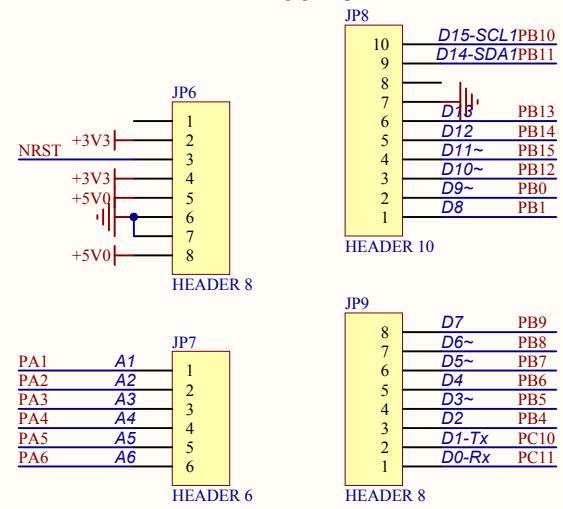 JP6
1
+3V3 2
NRST 3
+3V3 4
+5V0 5
6
7
+5V0 8
HEADER 8
JP7
PA1 A1 1
PA2 A2 2
PA3 A3 3
PA4 A4 4
PA5 A5 5
PA6 A6 6
HEADER 6
JP8
10 D15-SCL1 PB10
9 D14-SDA1 PB11
8
7
6 D13 PB13
5 D12 PB14
4 D11~ PB15
3 D10~ PB12
2 D9~ PB0
1 D8 PB1
HEADER 10
JP9
8 D7 PB9
7 D6~ PB8
6 D5~ PB7
5 D4 PB6
4 D3~ PB5
3 D2 PB4
2 D1-Tx PC10
1 D0-Rx PC11
HEADER 8